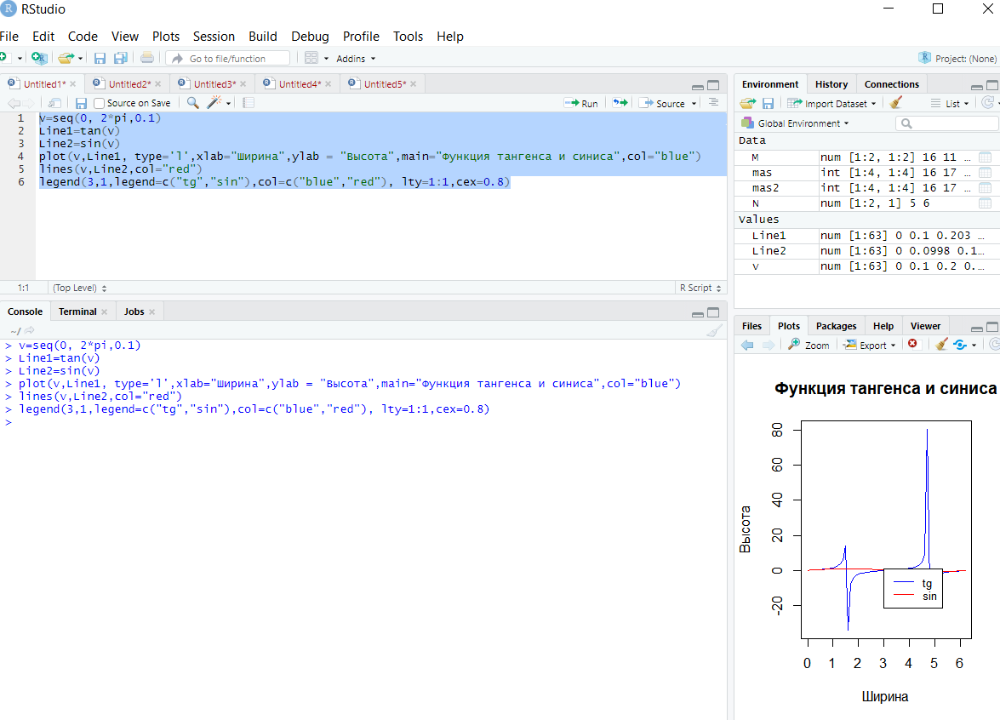 RStudio
File Edit Code View Plots Session Build Debug Profile Tools Help
Go to file/function Addins Project: (None)
Untitled1* Untitled2* Untitled3* Untitled4* Untitled5*
Source on Save Run Source
1 v=seq(0, 2*pi,0.1)
2 Line1=tan(v)
3 Line2=sin(v)
4 plot(v,Line1, type='l',xlab="Ширина",ylab = "Высота",main="Функция тангенса и синиса",col="blue")
5 lines(v,Line2,col="red")
6 legend(3,1,legend=c("tg","sin"),col=c("blue","red"), lty=1:1,cex=0.8)
1:1 (Top Level) R Script
Console Terminal Jobs
~/
> v=seq(0, 2*pi,0.1)
> Line1=tan(v)
> Line2=sin(v)
> plot(v,Line1, type='l',xlab="Ширина",ylab = "Высота",main="Функция тангенса и синиса",col="blue")
> lines(v,Line2,col="red")
> legend(3,1,legend=c("tg","sin"),col=c("blue","red"), lty=1:1,cex=0.8)
>
Environment History Connections
Import Dataset List
Global Environment
Data
M num [1:2, 1:2] 16 11 …
mas int [1:4, 1:4] 16 17 …
mas2 int [1:4, 1:4] 16 17 …
N num [1:2, 1] 5 6
Values
Line1 num [1:63] 0 0.1 0.203 …
Line2 num [1:63] 0 0.0998 0.1…
v num [1:63] 0 0.1 0.2 0.…
Files Plots Packages Help Viewer
Zoom Export
Функция тангенса и синиса
Высота
80
60
40
20
0
-20
tg
sin
0 1 2 3 4 5 6
Ширина